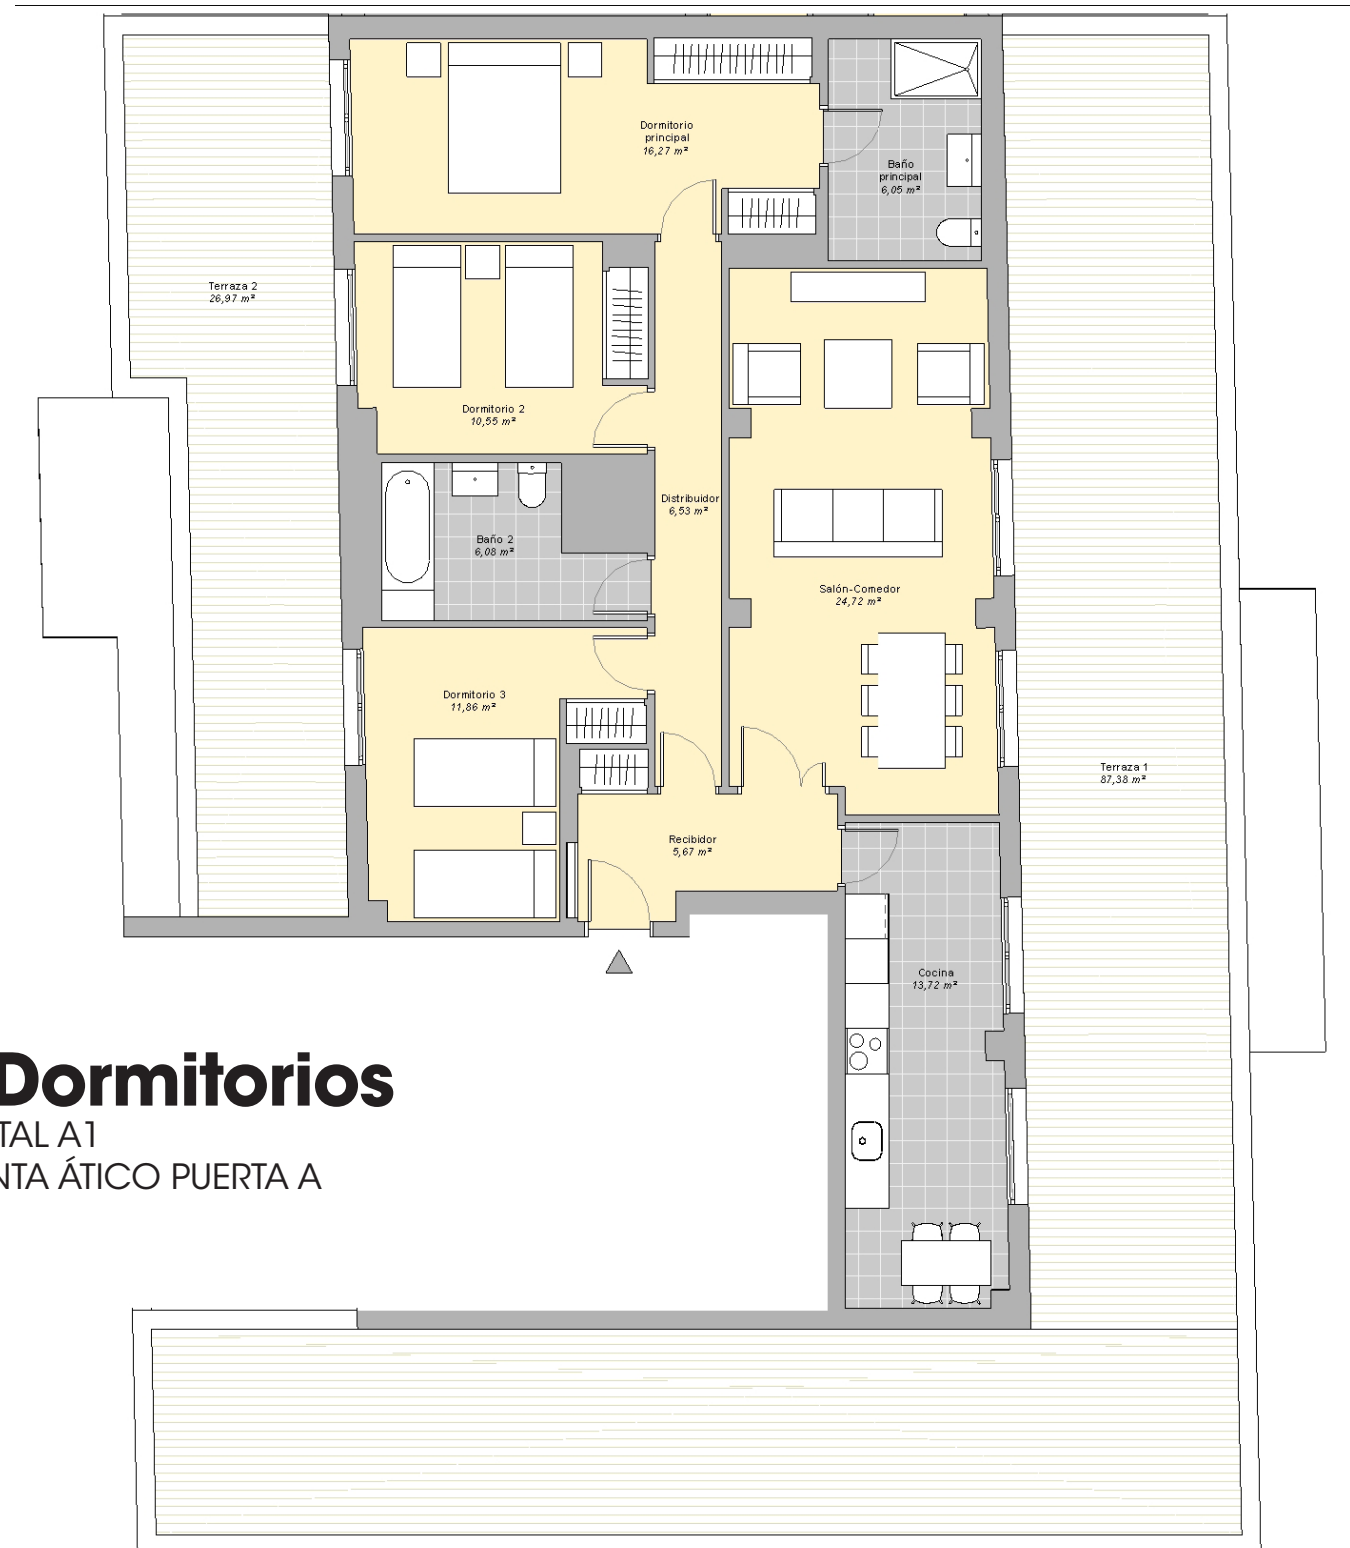 Dormitorio
principal
16,27 m²
Baño
principal
6,05 m²
Terraza 2
26,97 m²
Dormitorio 2
10,55 m²
Distribuidor
6,53 m²
Baño 2
6,08 m²
Salón-Comedor
24,72 m²
Dormitorio 3
11,86 m²
Terraza 1
87,38 m²
Recibidor
5,67 m²
Cocina
13,72 m²
Dormitorios
TAL A1
NTA ÁTICO PUERTA A